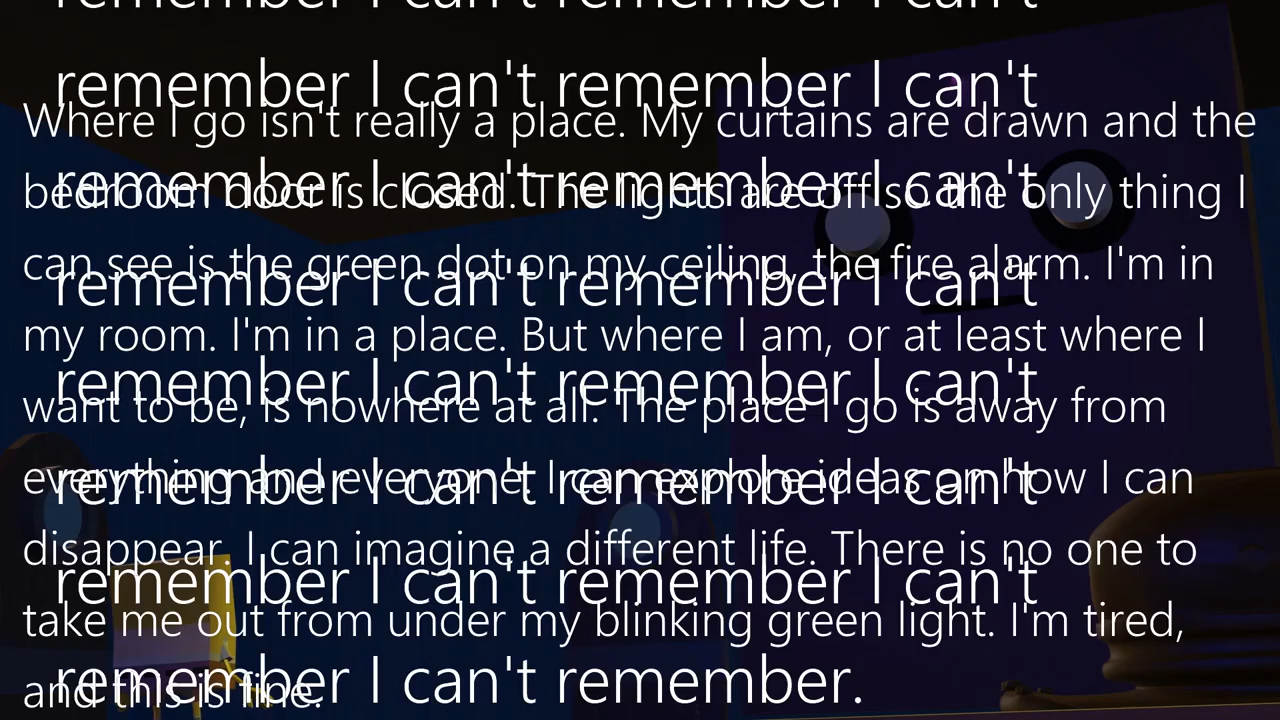 remember I can't remember I can't
remember I can't remember I can't
Where I go isn't really a place. My curtains are drawn and the
remember I can't remember I can't
bedroom door is closed. The lights are off so the only thing I
can see is the green dot on my ceiling, the fire alarm. I'm in
remember I can't remember I can't
my room. I'm in a place. But where I am, or at least where I
remember I can't remember I can't
want to be, is nowhere at all. The place I go is away from
everything and everyone. I can explore ideas on how I can
remember I can't remember I can't
disappear. I can imagine a different life. There is no one to
remember I can't remember I can't
take me out from under my blinking green light. I'm tired,
remember I can't remember.
and this is fine.